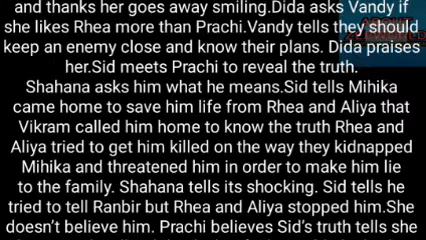 and thanks her goes away smiling.Dida asks Vandy if
she likes Rhea more than Prachi.Vandy tells they should
keep an enemy close and know their plans. Dida praises
her.Sid meets Prachi to reveal the truth.
Shahana asks him what he means.Sid tells Mihika
came home to save him life from Rhea and Aliya that
Vikram called him home to know the truth Rhea and
Aliya tried to get him killed on the way they kidnapped
Mihika and threatened him in order to make him lie
to the family. Shahana tells its shocking. Sid tells he
tried to tell Ranbir but Rhea and Aliya stopped him.She
doesn't believe him. Prachi believes Sid's truth tells she